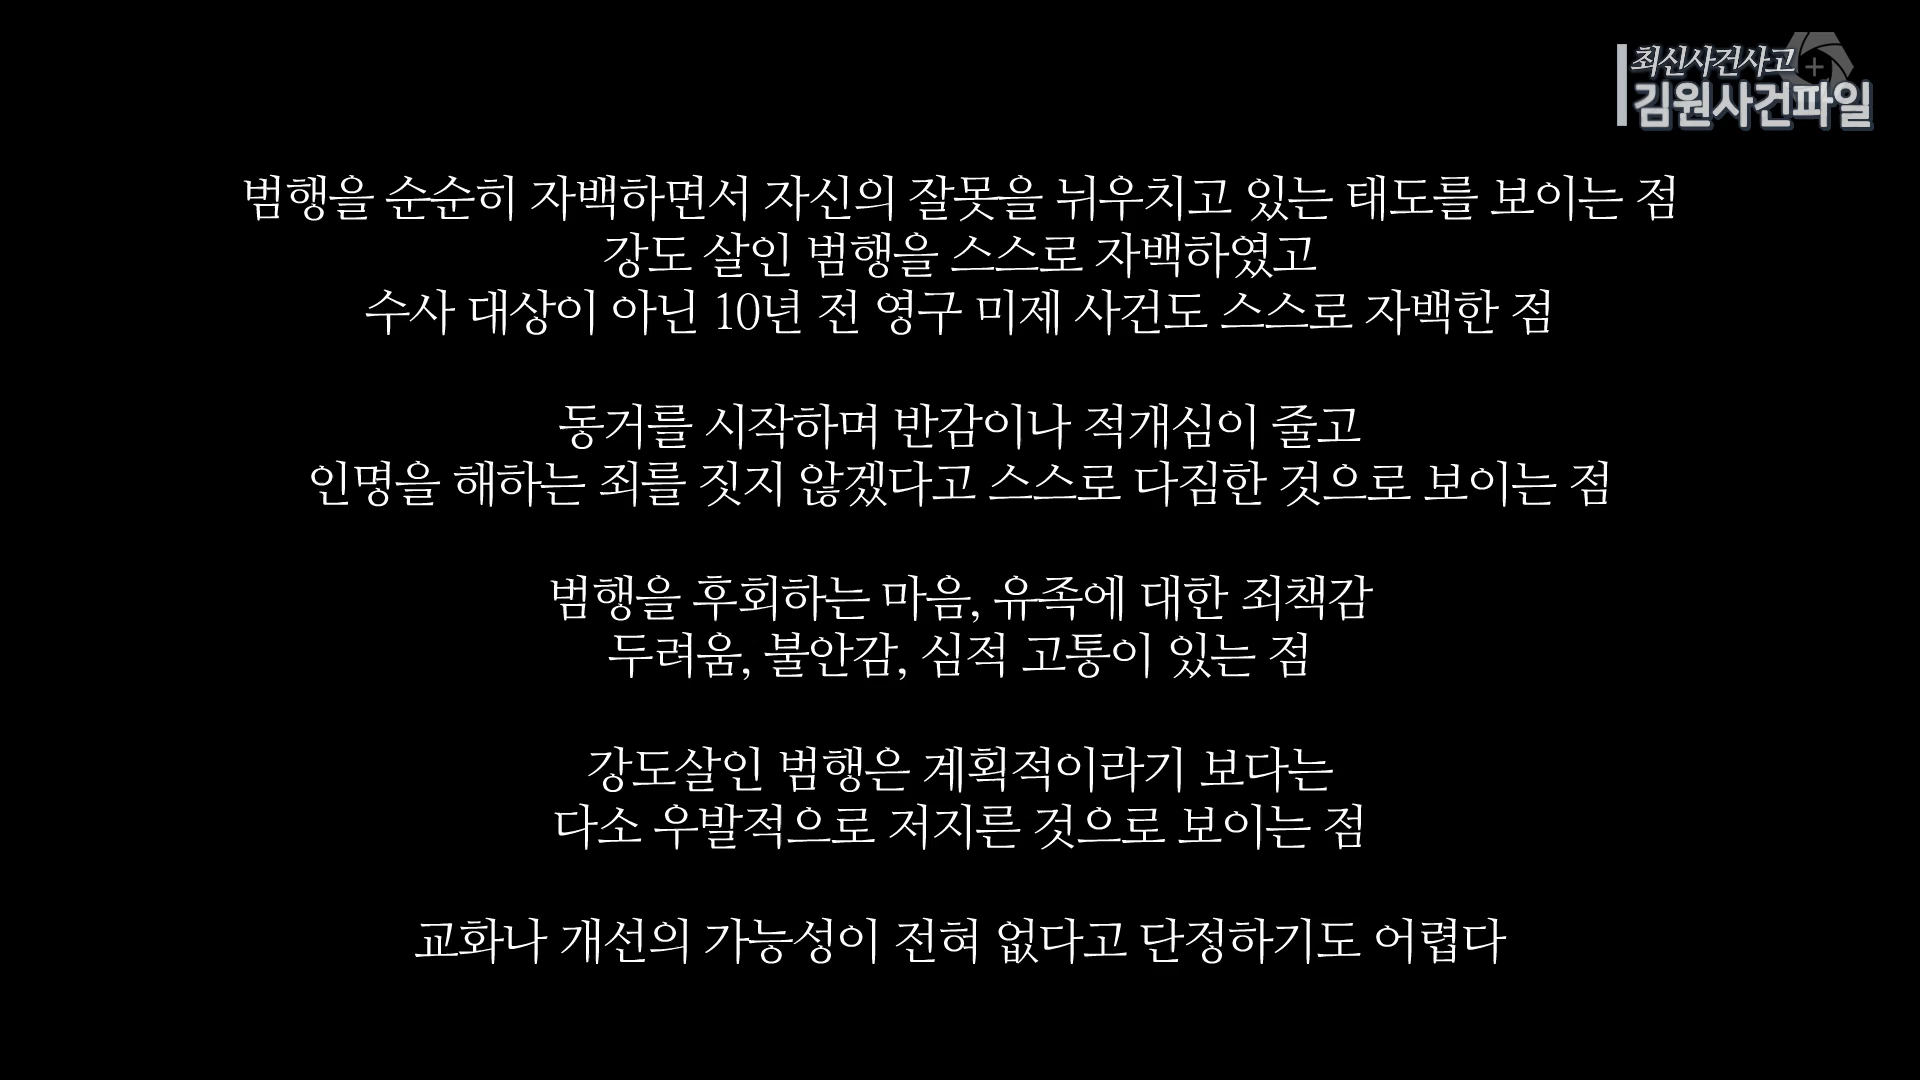 최신사건사고
김원사건파일
범행을 순순히 자백하면서 자신의 잘못을 뉘우치고 있는 태도를 보이는 점
강도 살인 범행을 스스로 자백하였고
수사 대상이 아닌 10년 전 영구 미제 사건도 스스로 자백한 점
동거를 시작하며 반감이나 적개심이 줄고
인명을 해하는 죄를 짓지 않겠다고 스스로 다짐한 것으로 보이는 점
범행을 후회하는 마음, 유족에 대한 죄책감
두려움, 불안감, 심적 고통이 있는 점
강도살인 범행은 계획적이라기 보다는
다소 우발적으로 저지른 것으로 보이는 점
교화나 개선의 가능성이 전혀 없다고 단정하기도 어렵다